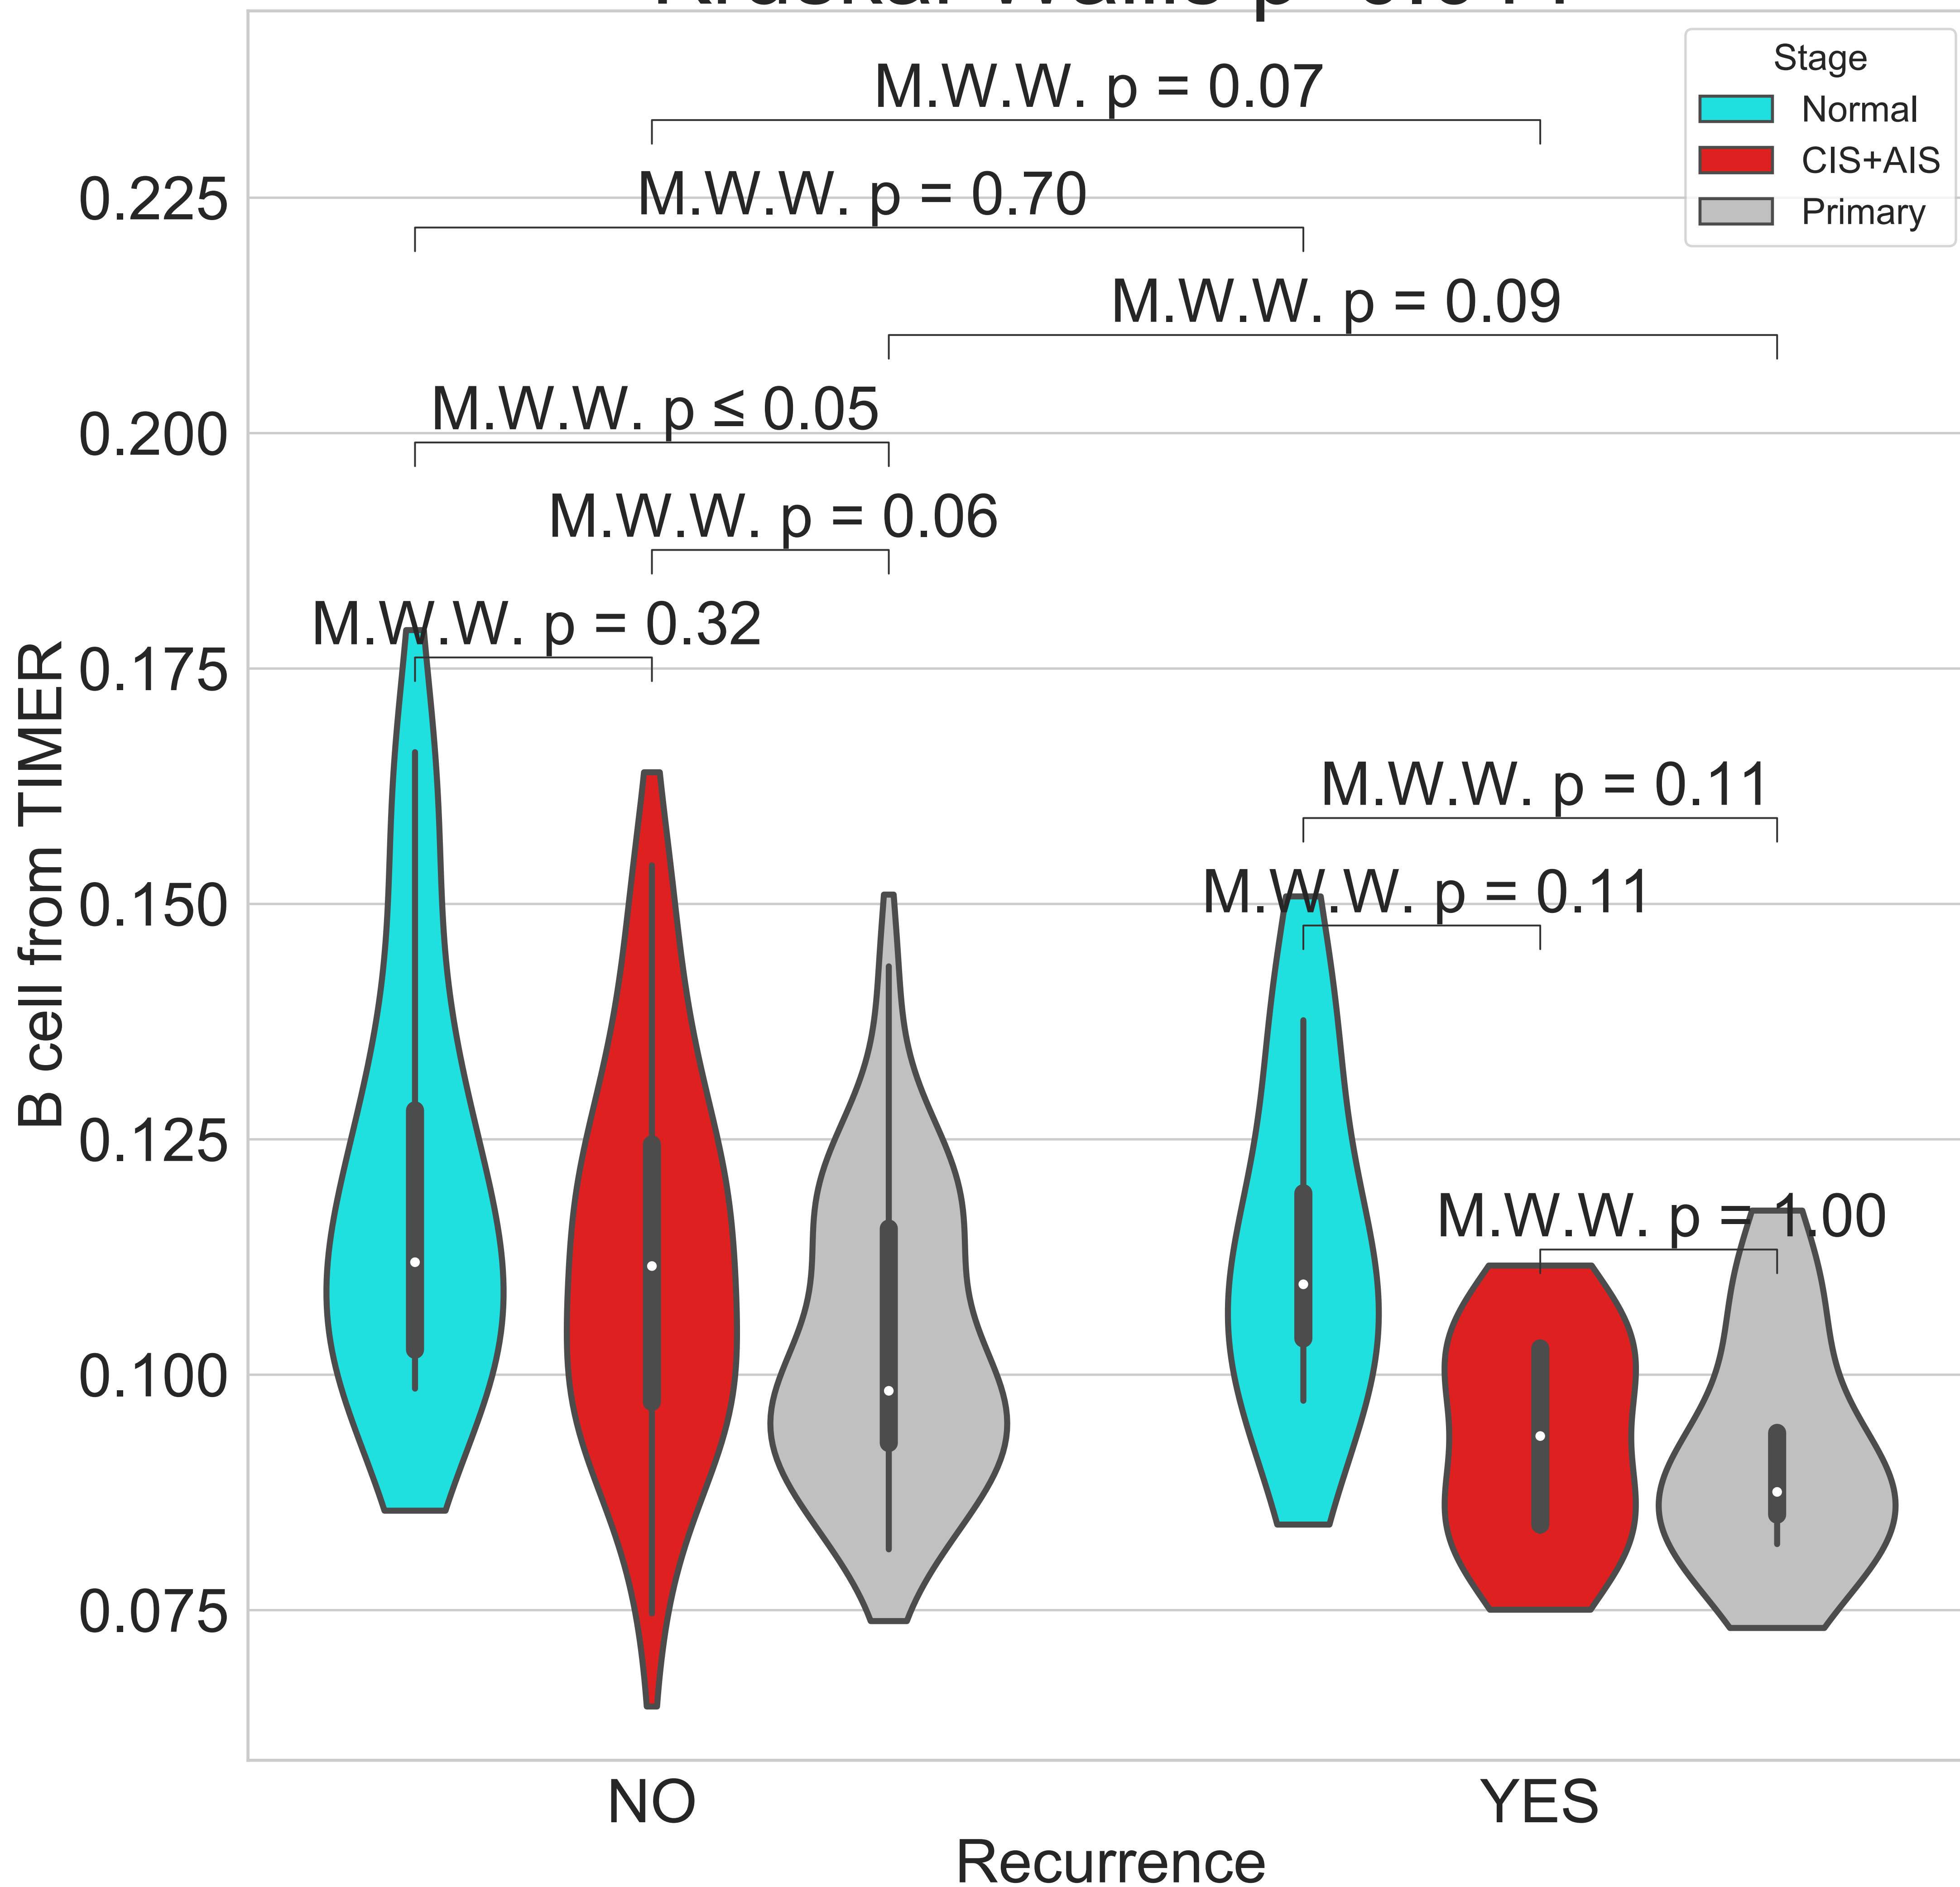 Stage
Normal
CIS+AIS
Primary
M.W.W. p = 0.07
M.W.W. p = 0.70
M.W.W. p = 0.09
M.W.W. p ≤ 0.05
M.W.W. p = 0.06
M.W.W. p = 0.32
M.W.W. p = 0.11
M.W.W. p = 0.11
M.W.W. p = 1.00
0.225
0.200
0.175
0.150
0.125
0.100
0.075
B cell from TIMER
NO
YES
Recurrence